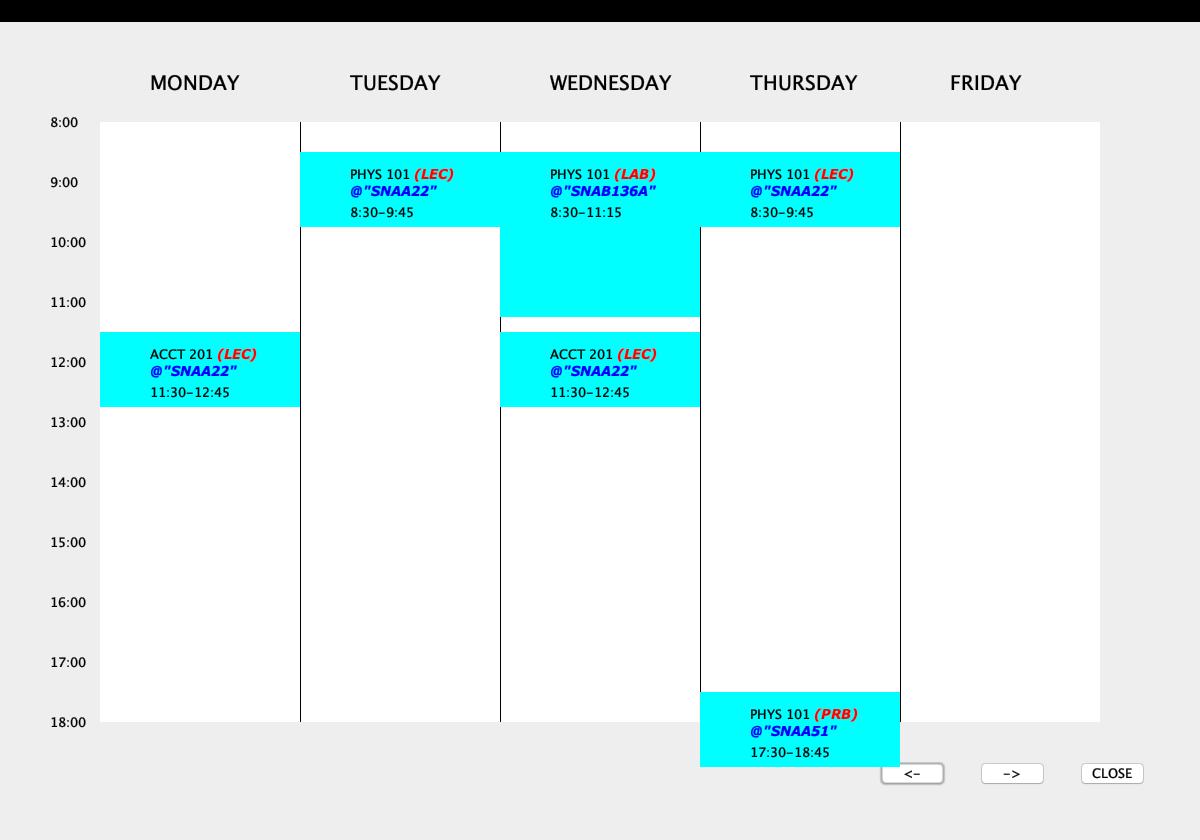 MONDAY TUESDAY WEDNESDAY THURSDAY FRIDAY
8:00
9:00
PHYS 101 (LEC)
@"SNAA22"
8:30-9:45
PHYS 101 (LAB)
@"SNAB136A"
8:30-11:15
PHYS 101 (LEC)
@"SNAA22"
8:30-9:45
10:00
11:00
12:00
ACCT 201 (LEC)
@"SNAA22"
11:30-12:45
ACCT 201 (LEC)
@"SNAA22"
11:30-12:45
13:00
14:00
15:00
16:00
17:00
18:00
PHYS 101 (PRB)
@"SNAA51"
17:30-18:45
<- -> CLOSE